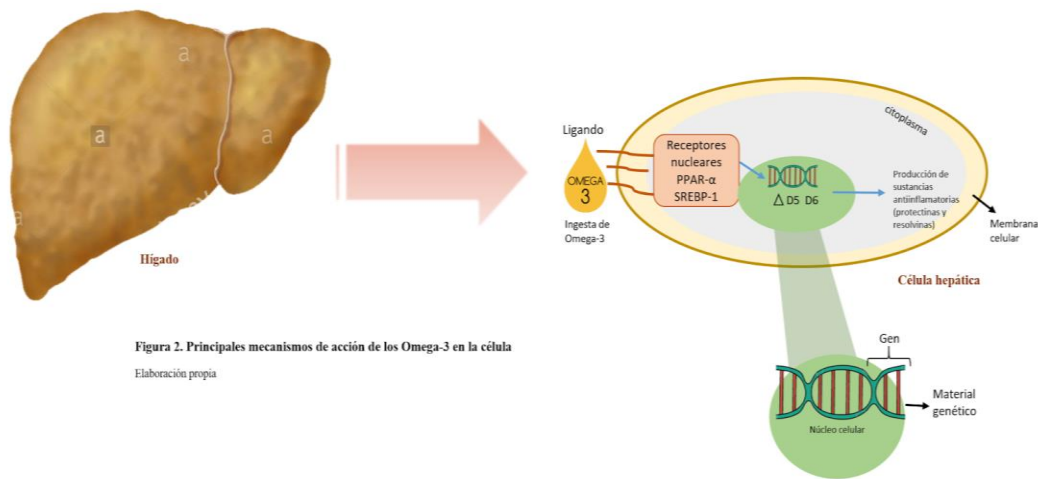 a
a
a
a
Hígado
Figura 2. Principales mecanismos de acción de los Omega-3 en la célula
Elaboración propia
Ligando
OMEGA
3
Ingesta de
Omega-3
Receptores
nucleares
PPAR-α
SREBP-1
citoplasma
△ D5 D6
Producción de
sustancias
antiinflamatorias
(protectinas y
resolvinas)
Membrana
celular
Célula hepática
Gen
Material
genético
Núcleo celular